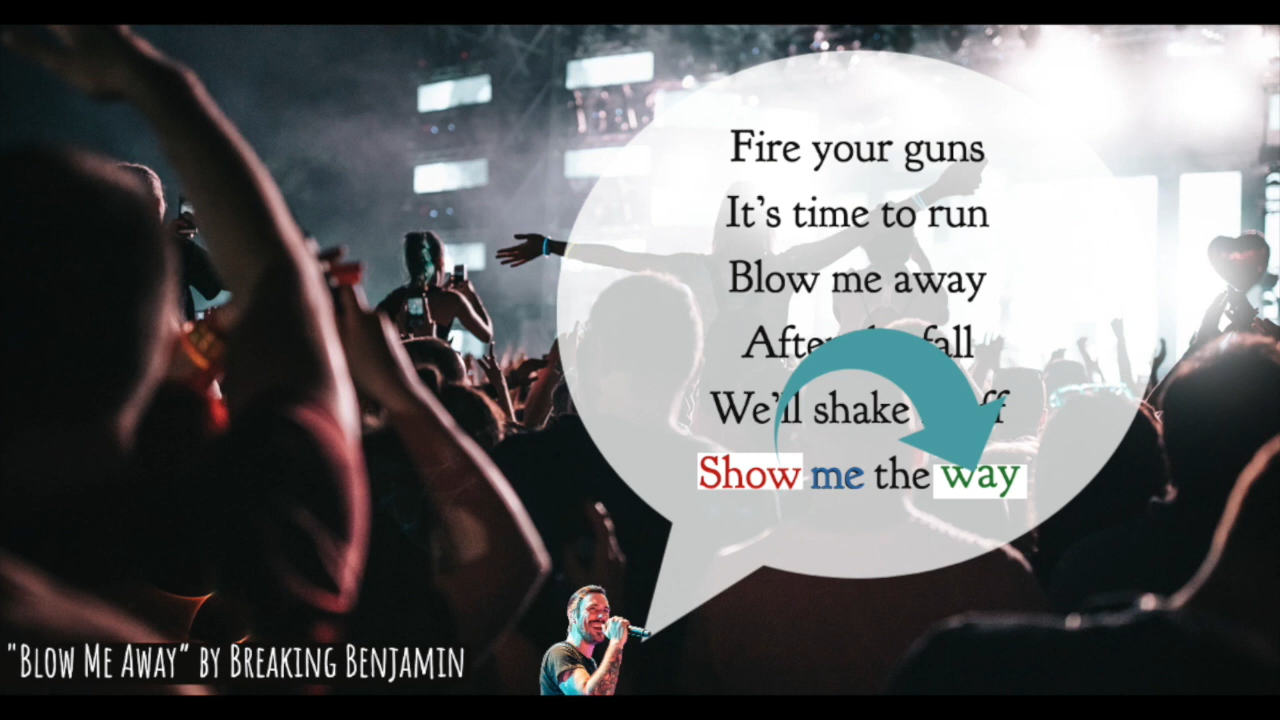 Fire your guns
It's time to run
Blow me away
After fall
We'll shake
Show me the way
"Blow Me Away" by Breaking Benjamin